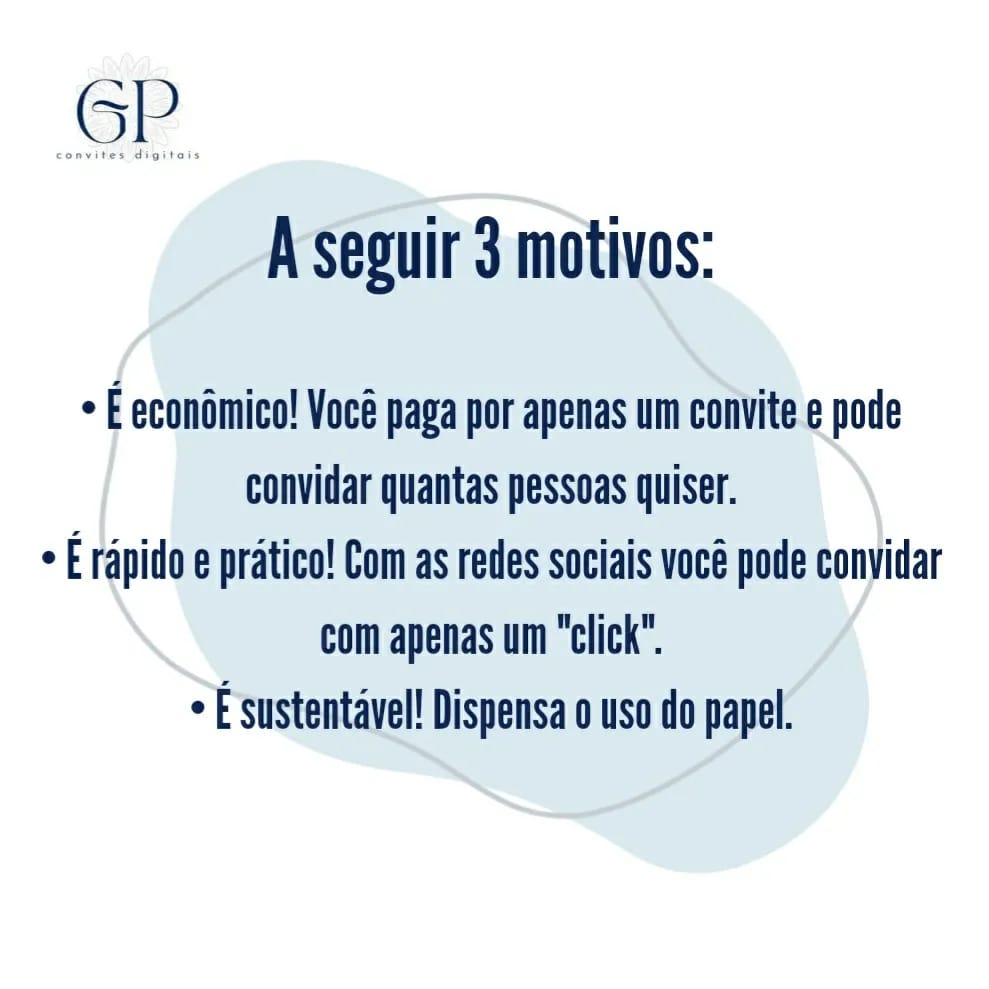 GP
convites digitais
A seguir 3 motivos:
• É econômico! Você paga por apenas um convite e pode
convidar quantas pessoas quiser.
• É rápido e prático! Com as redes sociais você pode convidar
com apenas um "click".
• É sustentável! Dispensa o uso do papel.